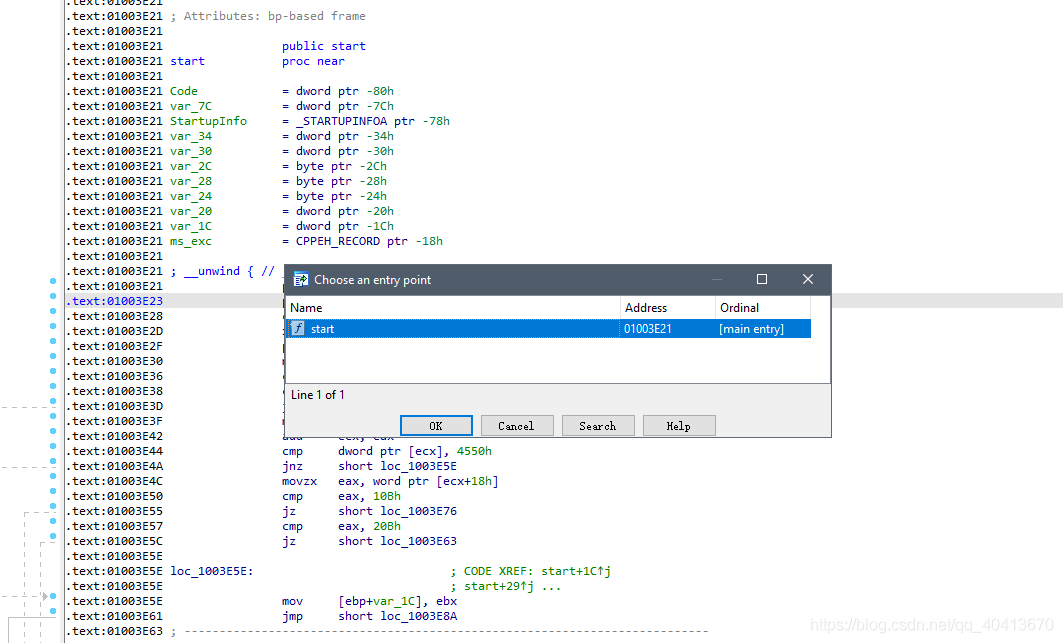 .text:01003E21
.text:01003E21 ; Attributes: bp-based frame
.text:01003E21
.text:01003E21 public start
.text:01003E21 start proc near
.text:01003E21
.text:01003E21 Code = dword ptr -80h
.text:01003E21 var_7C = dword ptr -7Ch
.text:01003E21 StartupInfo = _STARTUPINFOA ptr -78h
.text:01003E21 var_34 = dword ptr -34h
.text:01003E21 var_30 = dword ptr -30h
.text:01003E21 var_2C = byte ptr -2Ch
.text:01003E21 var_28 = byte ptr -28h
.text:01003E21 var_24 = byte ptr -24h
.text:01003E21 var_20 = dword ptr -20h
.text:01003E21 var_1C = dword ptr -1Ch
.text:01003E21 ms_exc = CPPEH_RECORD ptr -18h
.text:01003E21
.text:01003E21 ; __unwind { //
.text:01003E21
.text:01003E23
.text:01003E28
.text:01003E2D
.text:01003E2F
.text:01003E30
.text:01003E36
.text:01003E38
.text:01003E3D
.text:01003E3F
.text:01003E42 add ecx, eax
.text:01003E44 cmp dword ptr [ecx], 4550h
.text:01003E4A jnz short loc_1003E5E
.text:01003E4C movzx eax, word ptr [ecx+18h]
.text:01003E50 cmp eax, 10Bh
.text:01003E55 jz short loc_1003E76
.text:01003E57 cmp eax, 20Bh
.text:01003E5C jz short loc_1003E63
.text:01003E5E
.text:01003E5E loc_1003E5E: ; CODE XREF: start+1C↑j
.text:01003E5E ; start+29↑j ...
.text:01003E5E mov [ebp+var_1C], ebx
.text:01003E61 jmp short loc_1003E8A
.text:01003E63 ; ---------------------------------------------------------------------------
Choose an entry point
Name Address Ordinal
f start 01003E21 [main entry]
Line 1 of 1
OK Cancel Search Help
https://blog.csdn.net/qq_40413670